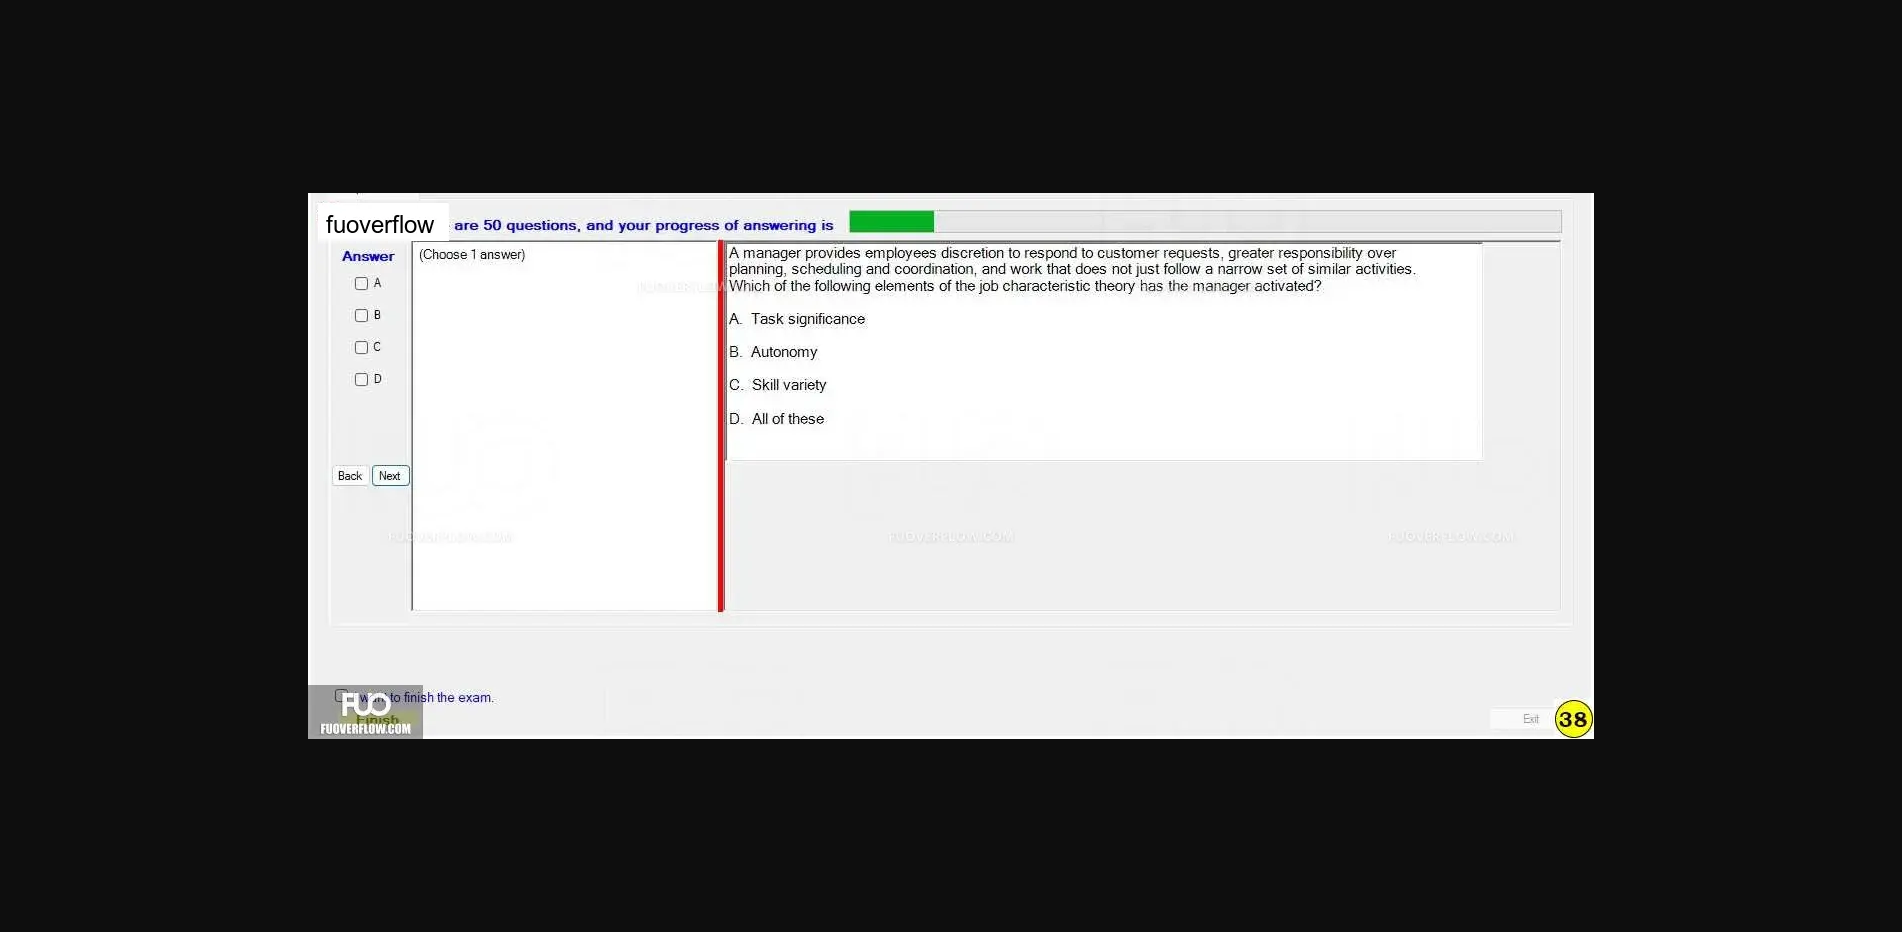 fuoverflow are 50 questions, and your progress of answering is
Answer
(Choose 1 answer)
A
B
C
D
Back Next
A manager provides employees discretion to respond to customer requests, greater responsibility over
planning, scheduling and coordination, and work that does not just follow a narrow set of similar activities.
Which of the following elements of the job characteristic theory has the manager activated?
A. Task significance
B. Autonomy
C. Skill variety
D. All of these
FUOVERFLOW.COM
FUOVERFLOW.COM
FUOVERFLOW.COM
I want to finish the exam.
Finish
FUO
FUOVERFLOW.COM
Exit
38